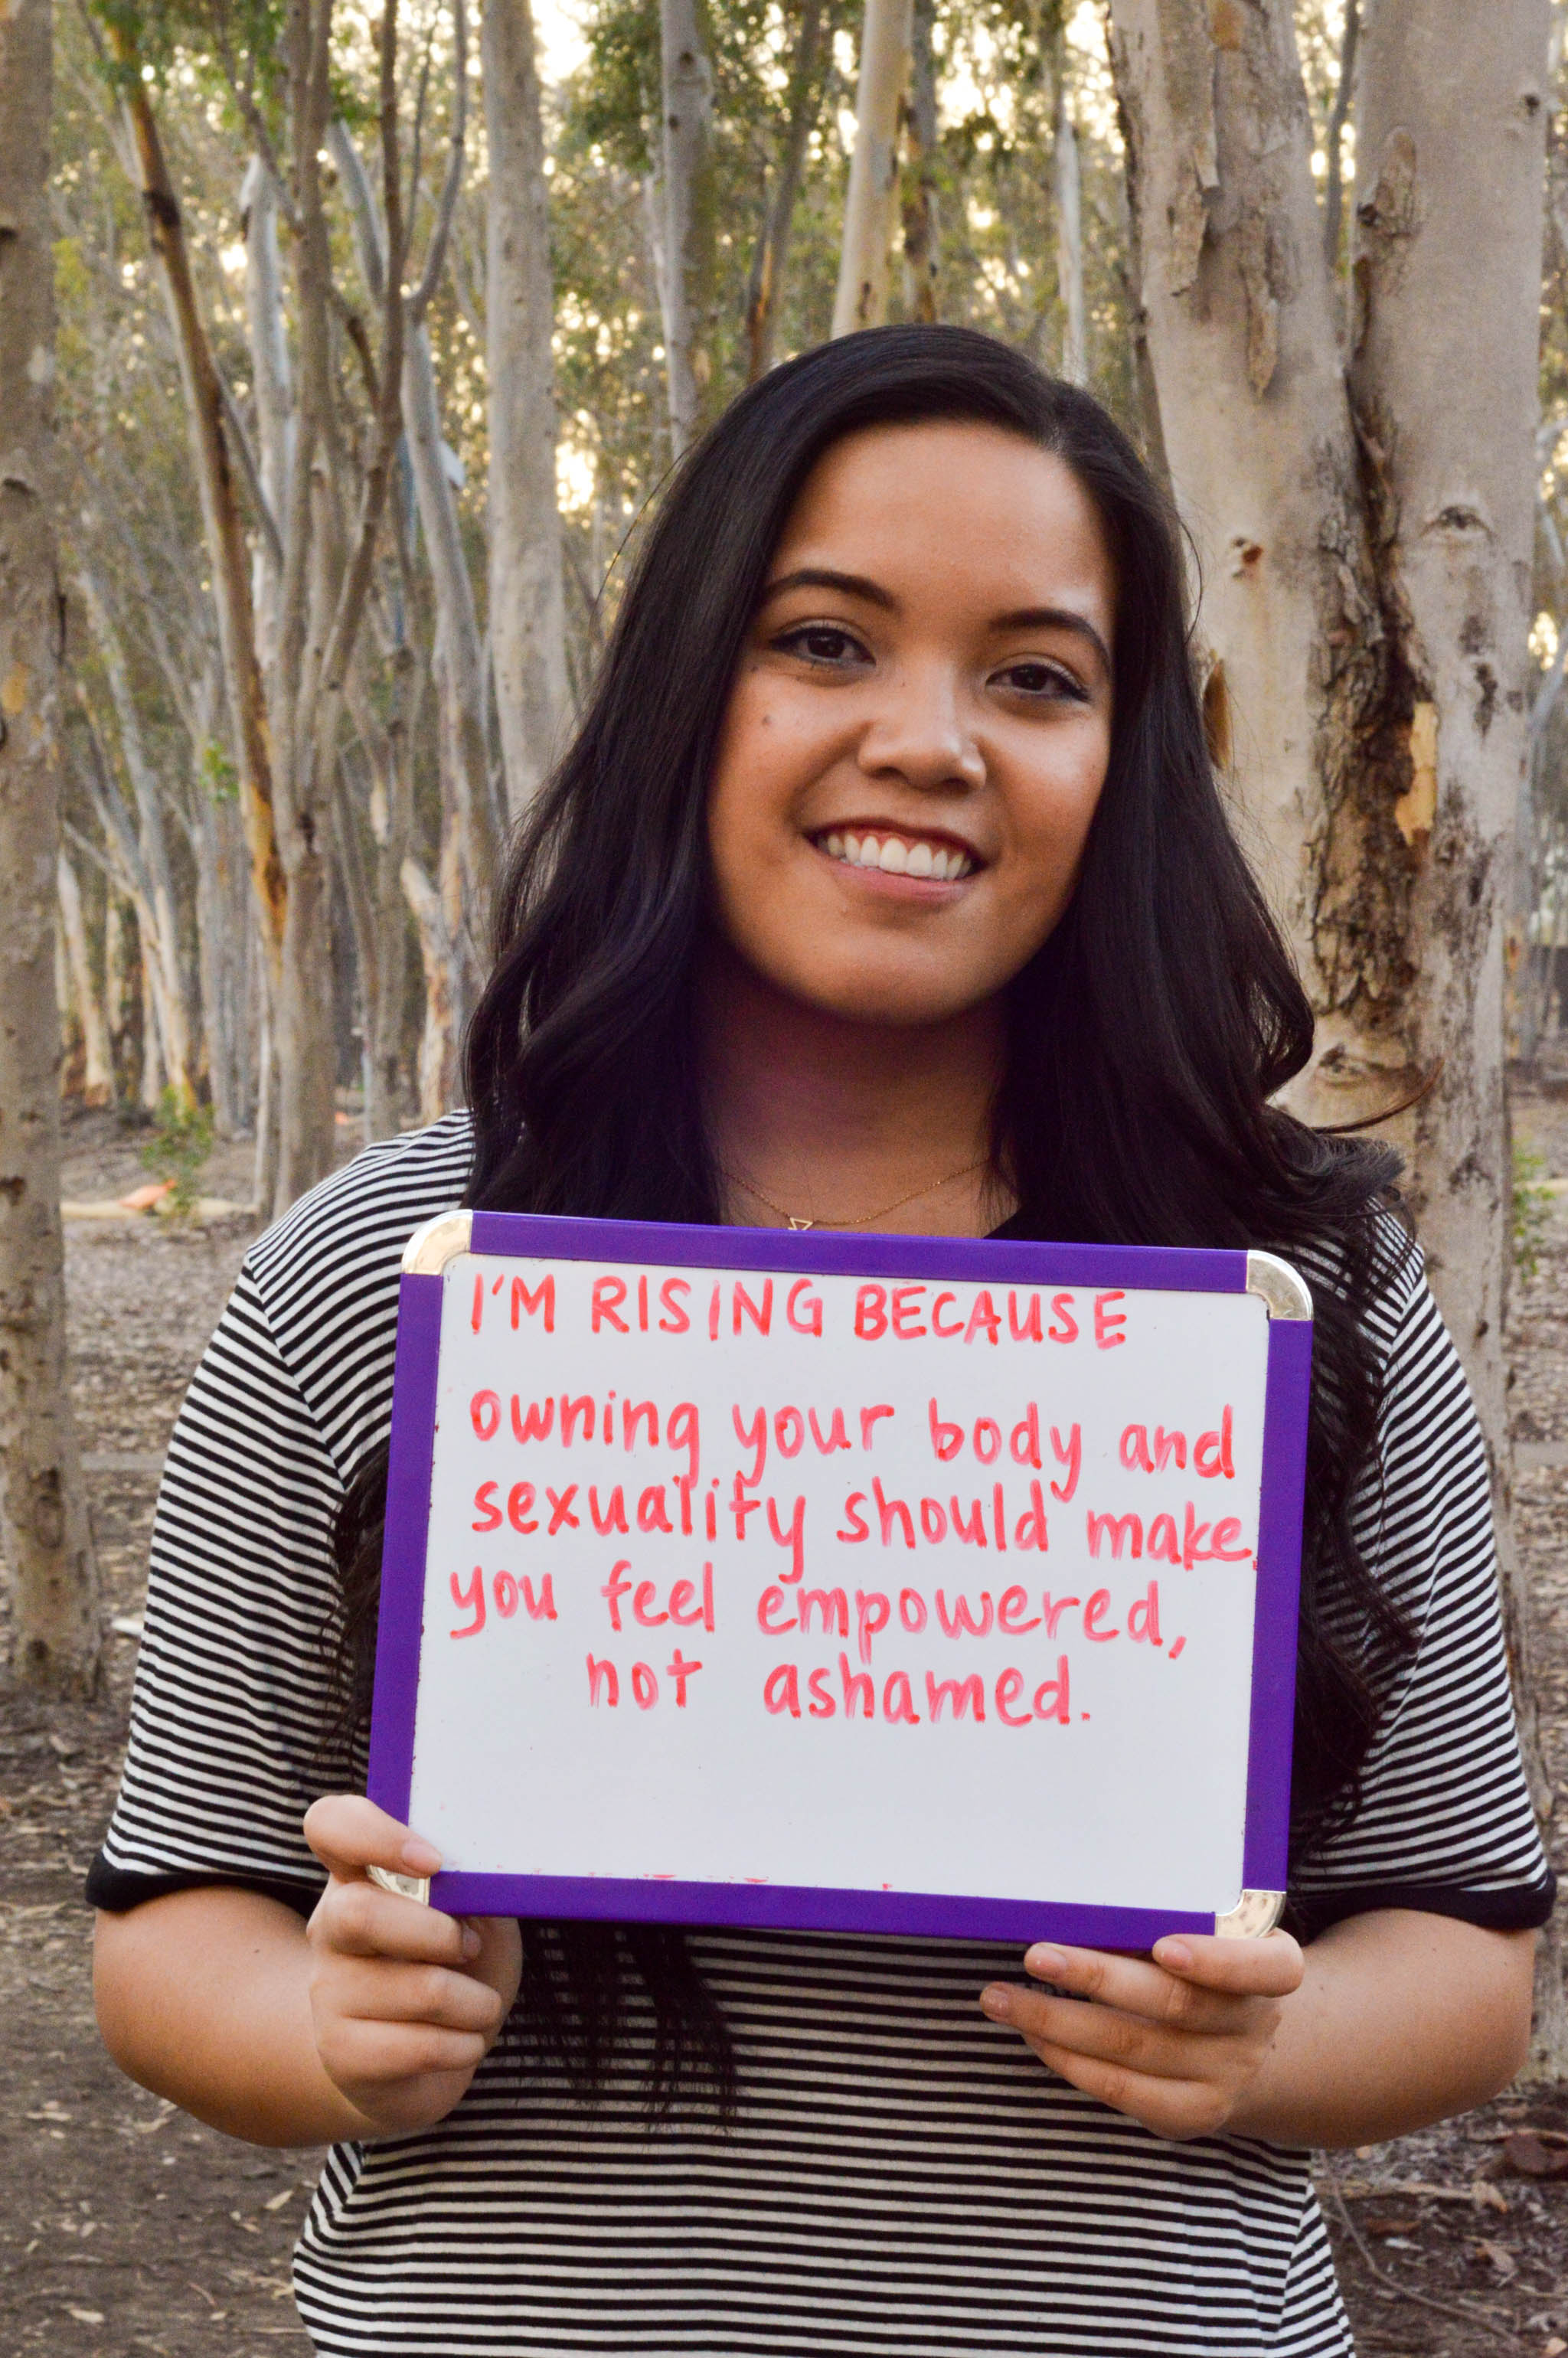 I'M RISING BECAUSE
owning your body and
sexuality should make
you feel empowered,
not ashamed.